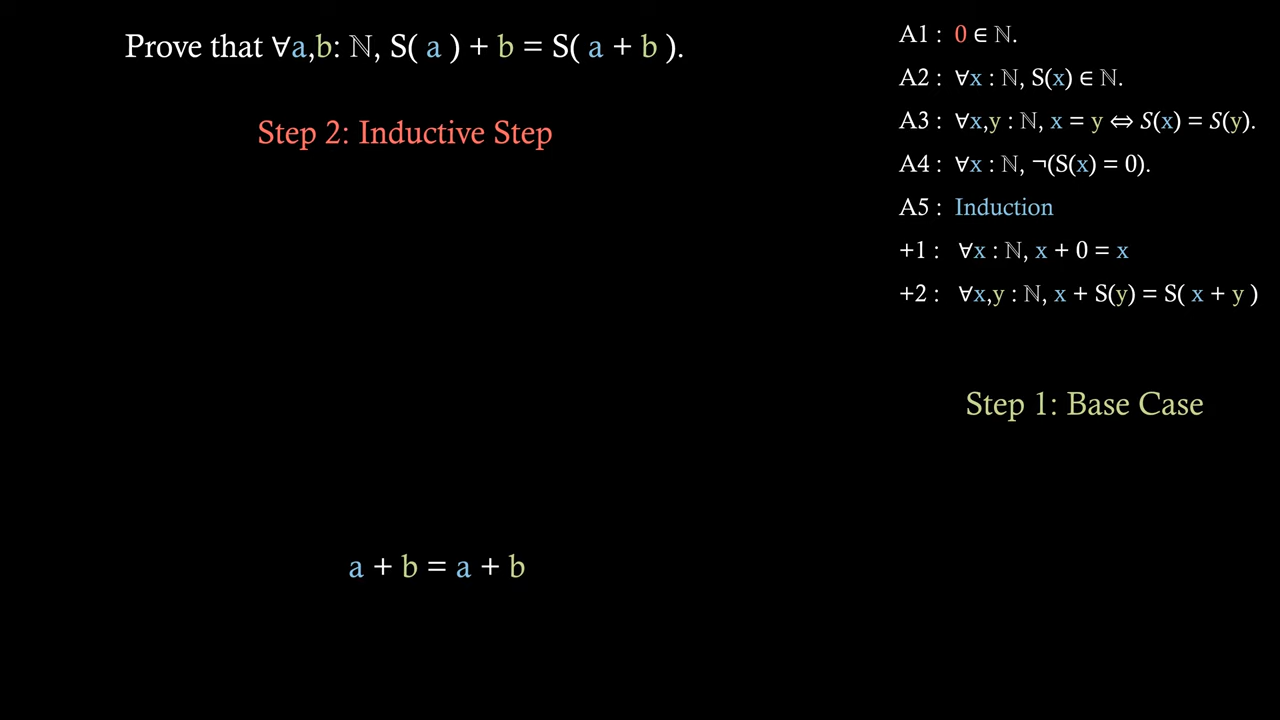 Prove that ∀a,b: ℕ, S( a ) + b = S( a + b ).
Step 2: Inductive Step
a + b = a + b
A1 : 0 ∈ ℕ.
A2 : ∀x : ℕ, S(x) ∈ ℕ.
A3 : ∀x,y : ℕ, x = y ⇔ S(x) = S(y).
A4 : ∀x : ℕ, ¬(S(x) = 0).
A5 : Induction
+1 : ∀x : ℕ, x + 0 = x
+2 : ∀x,y : ℕ, x + S(y) = S( x + y )
Step 1: Base Case